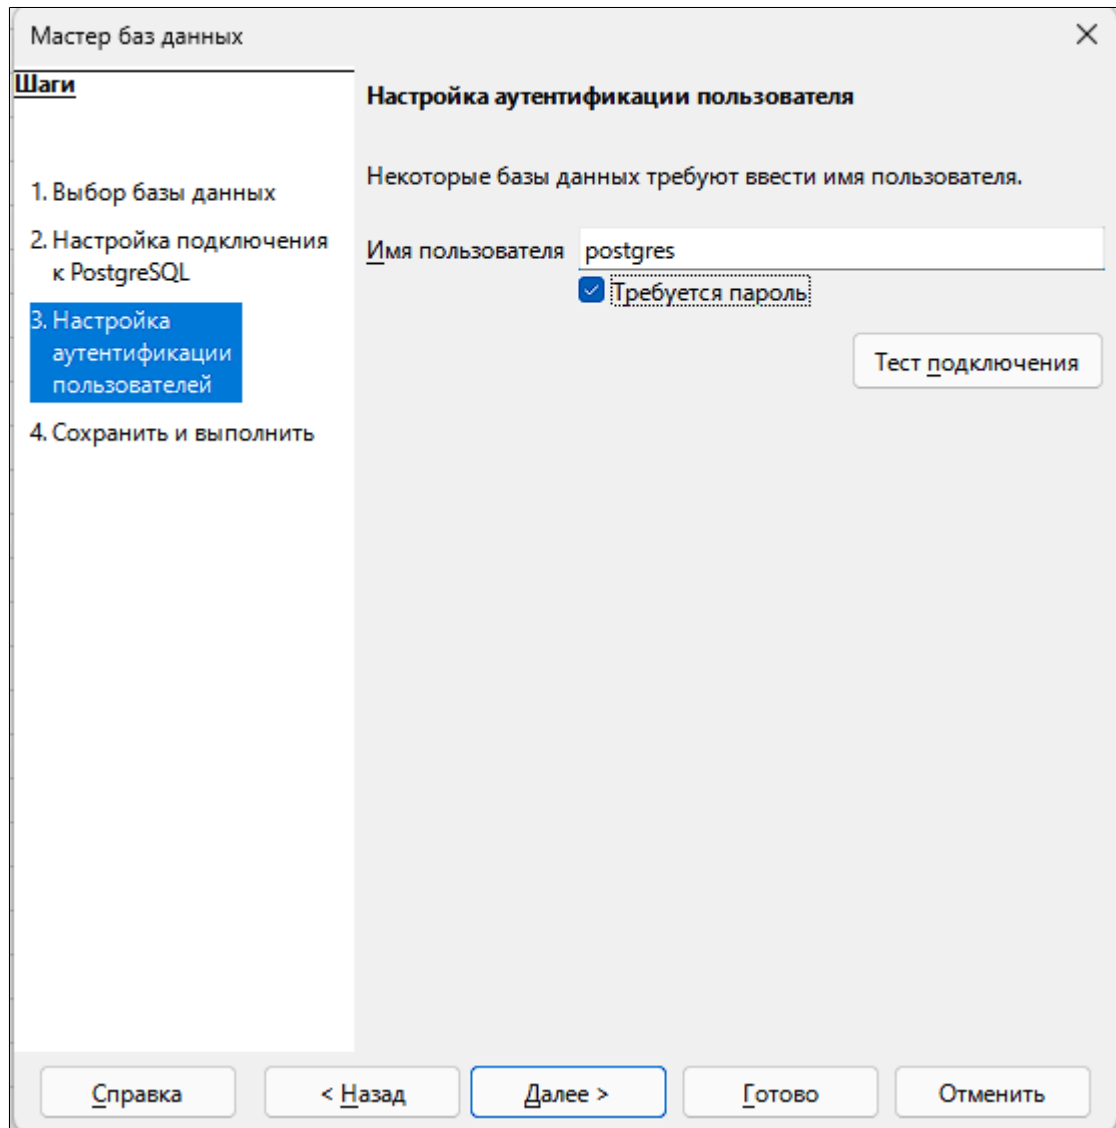 Мастер баз данных
Шаги
1. Выбор базы данных
2. Настройка подключения
к PostgreSQL
3. Настройка
аутентификации
пользователей
4. Сохранить и выполнить
Настройка аутентификации пользователя
Некоторые базы данных требуют ввести имя пользователя.
Имя пользователя postgres
Требуется пароль
Тест подключения
Справка < Назад Далее > Готово Отменить